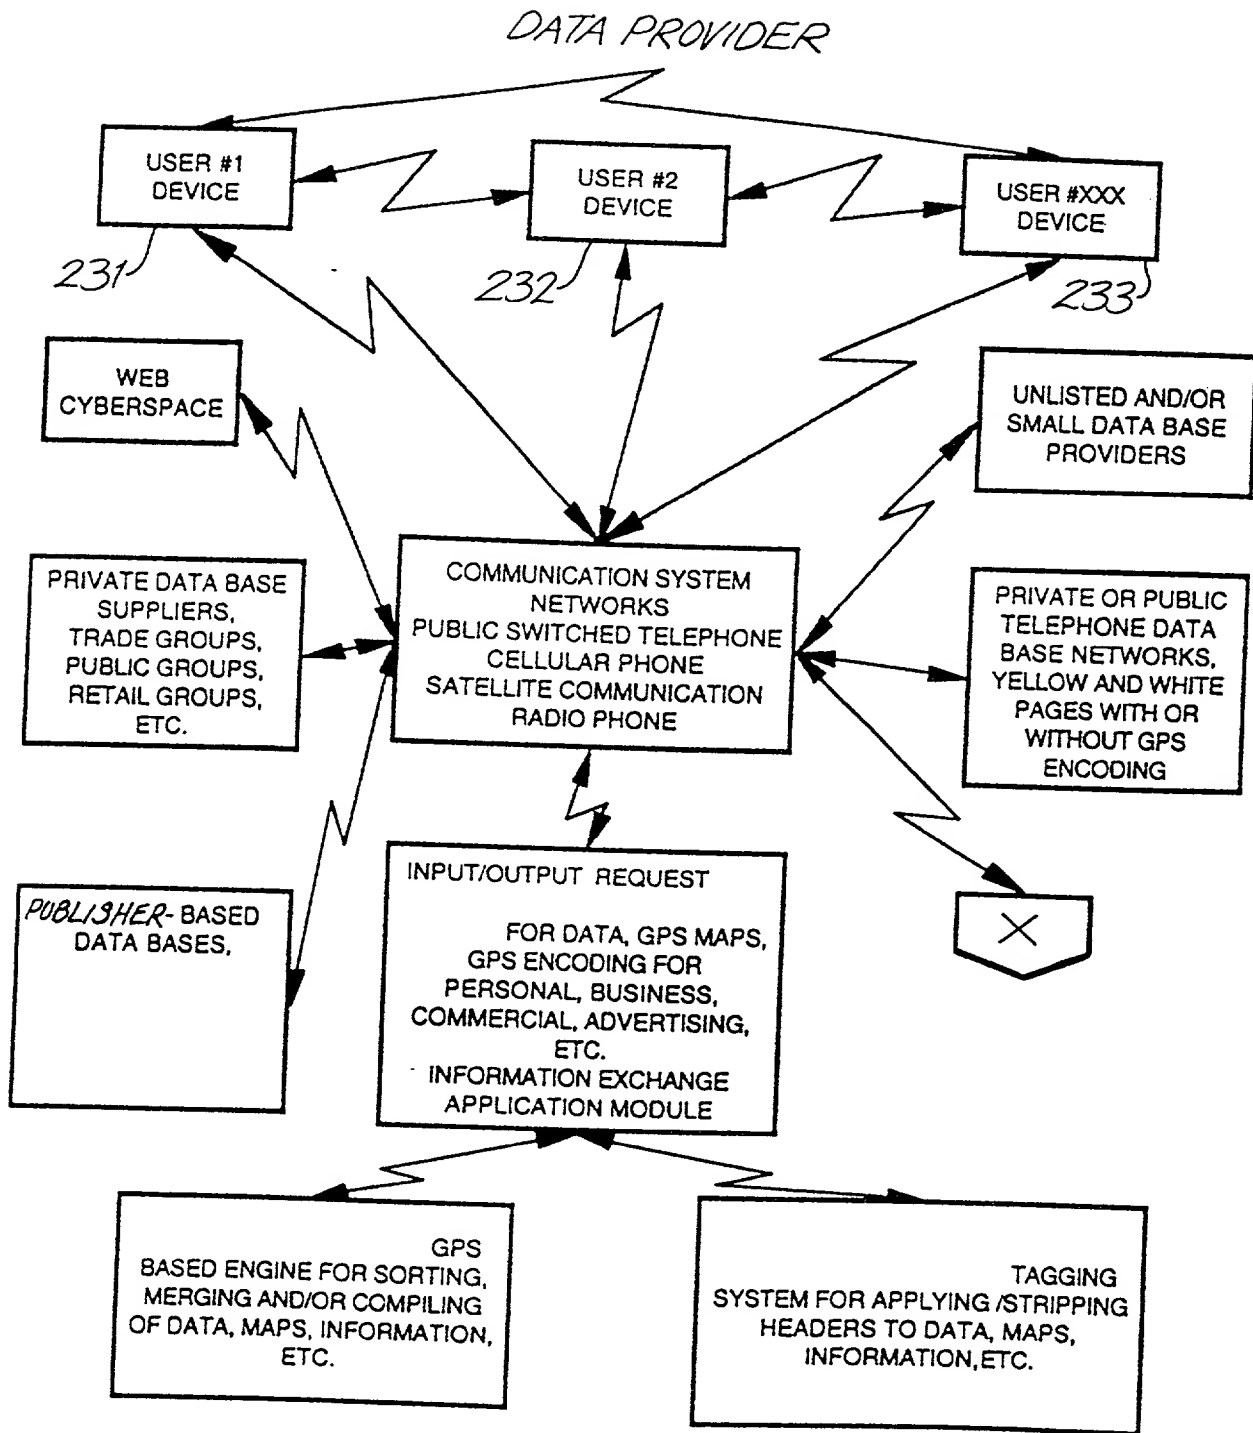 DATA PROVIDER
USER #1
DEVICE
231
USER #2
DEVICE
232
USER #XXX
DEVICE
233
WEB
CYBERSPACE
UNLISTED AND/OR
SMALL DATA BASE
PROVIDERS
PRIVATE DATA BASE
SUPPLIERS,
TRADE GROUPS,
PUBLIC GROUPS,
RETAIL GROUPS,
ETC.
COMMUNICATION SYSTEM
NETWORKS
PUBLIC SWITCHED TELEPHONE
CELLULAR PHONE
SATELLITE COMMUNICATION
RADIO PHONE
PRIVATE OR PUBLIC
TELEPHONE DATA
BASE NETWORKS,
YELLOW AND WHITE
PAGES WITH OR
WITHOUT GPS
ENCODING
PUBLISHER-BASED
DATA BASES,
INPUT/OUTPUT REQUEST
FOR DATA, GPS MAPS,
GPS ENCODING FOR
PERSONAL, BUSINESS,
COMMERCIAL, ADVERTISING,
ETC.
INFORMATION EXCHANGE
APPLICATION MODULE
X
GPS
BASED ENGINE FOR SORTING,
MERGING AND/OR COMPILING
OF DATA, MAPS, INFORMATION,
ETC.
TAGGING
SYSTEM FOR APPLYING /STRIPPING
HEADERS TO DATA, MAPS,
INFORMATION,ETC.